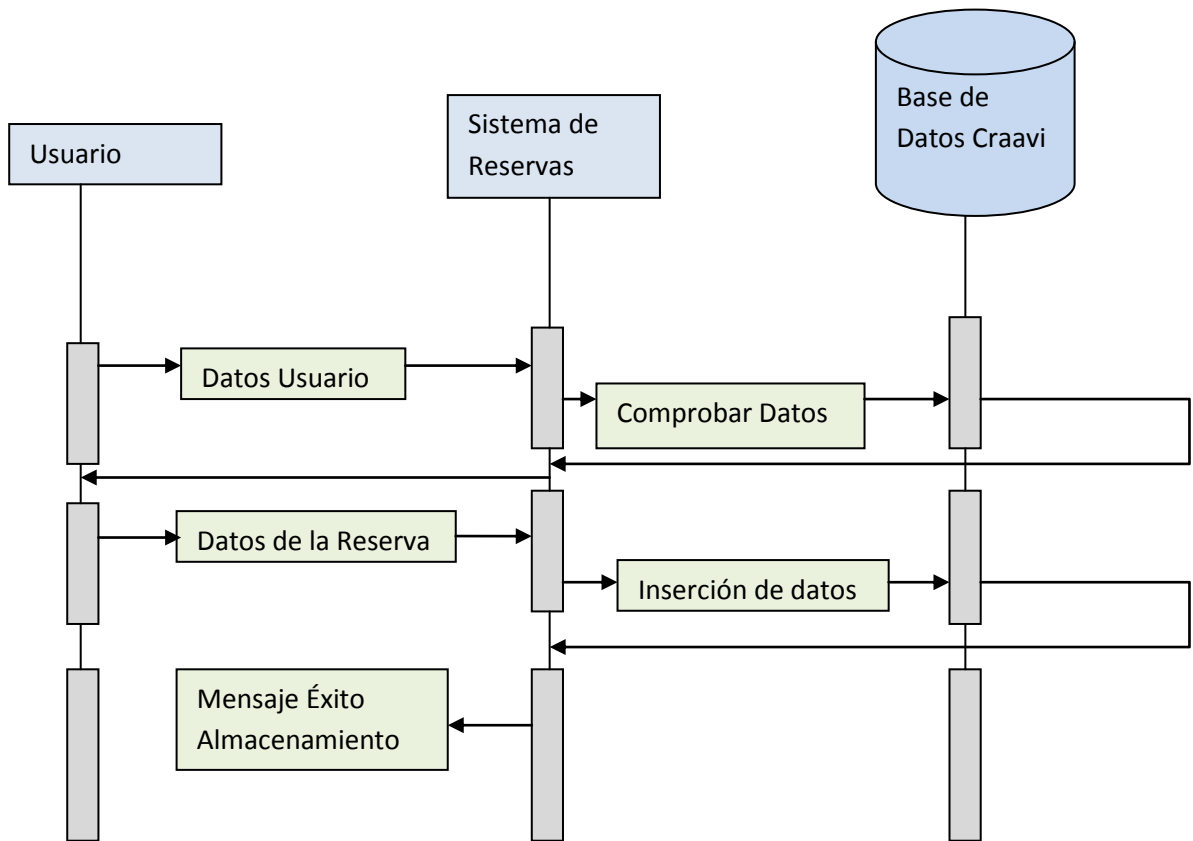 Usuario
Sistema de
Reservas
Base de
Datos Craavi
Datos Usuario
Comprobar Datos
Datos de la Reserva
Inserción de datos
Mensaje Éxito
Almacenamiento